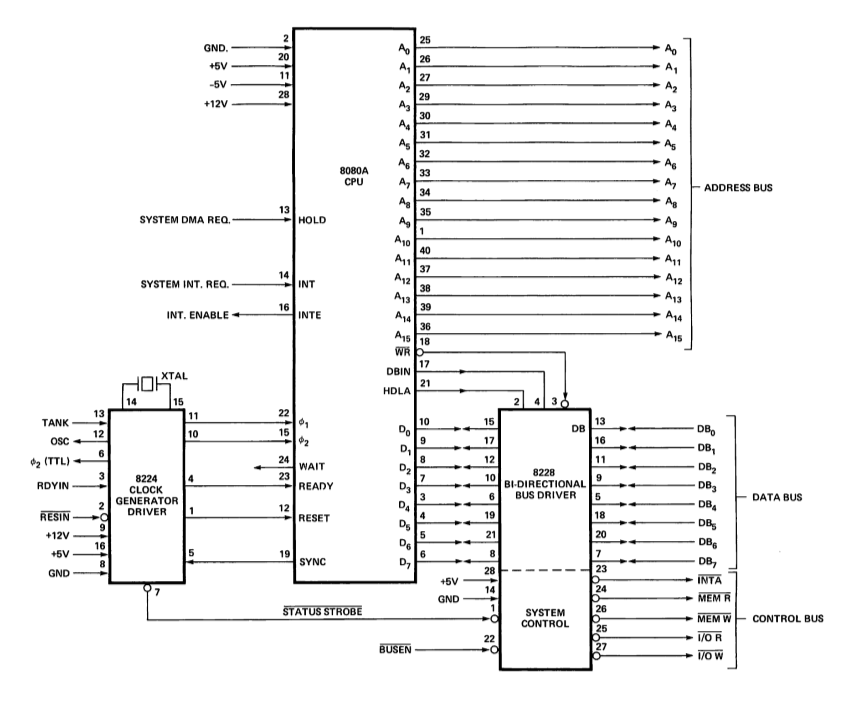 2
GND.
20
+5V
11
-5V
28
+12V
8080A
CPU
A0 25 A0
A1 26 A1
A2 27 A2
A3 29 A3
A4 30 A4
A5 31 A5
A6 32 A6
A7 33 A7
A8 34 A8
A9 35 A9
A10 1 A10
A11 40 A11
A12 37 A12
A13 38 A13
A14 39 A14
A15 36 A15
ADDRESS BUS
SYSTEM DMA REQ. 13 HOLD
SYSTEM INT. REQ. 14 INT
INT. ENABLE 16 INTE
WR 18
DBIN 17
HDLA 21
2 4 3
XTAL
14 15
TANK 13
OSC 12
ϕ2 (TTL) 6
RDYIN 3
RESIN 2
+12V 9
+5V 16
GND 8
8224
CLOCK
GENERATOR
DRIVER
7
11 22 ϕ1
10 15 ϕ2
24 WAIT
4 23 READY
1 12 RESET
5 19 SYNC
D0 10 15
D1 9 17
D2 8 12
D3 7 10
D4 3 6
D5 4 19
D6 5 21
D7 6 8
8228
BI-DIRECTIONAL
BUS DRIVER
DB 13 DB0
16 DB1
11 DB2
9 DB3
5 DB4
18 DB5
20 DB6
7 DB7
DATA BUS
+5V 28
GND 14
STATUS STROBE 1
BUSEN 22
SYSTEM
CONTROL
23 INTA
24 MEM R
26 MEM W
25 I/O R
27 I/O W
CONTROL BUS